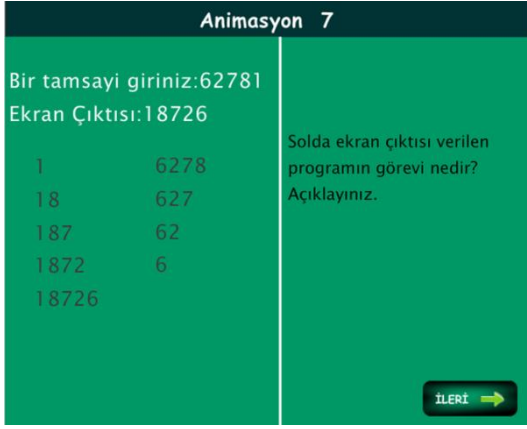 Animasyon 7
Bir tamsayi giriniz:62781
Ekran Çıktısı:18726
1 6278
18 627
187 62
1872 6
18726
Solda ekran çıktısı verilen
programın görevi nedir?
Açıklayınız.
İLERİ